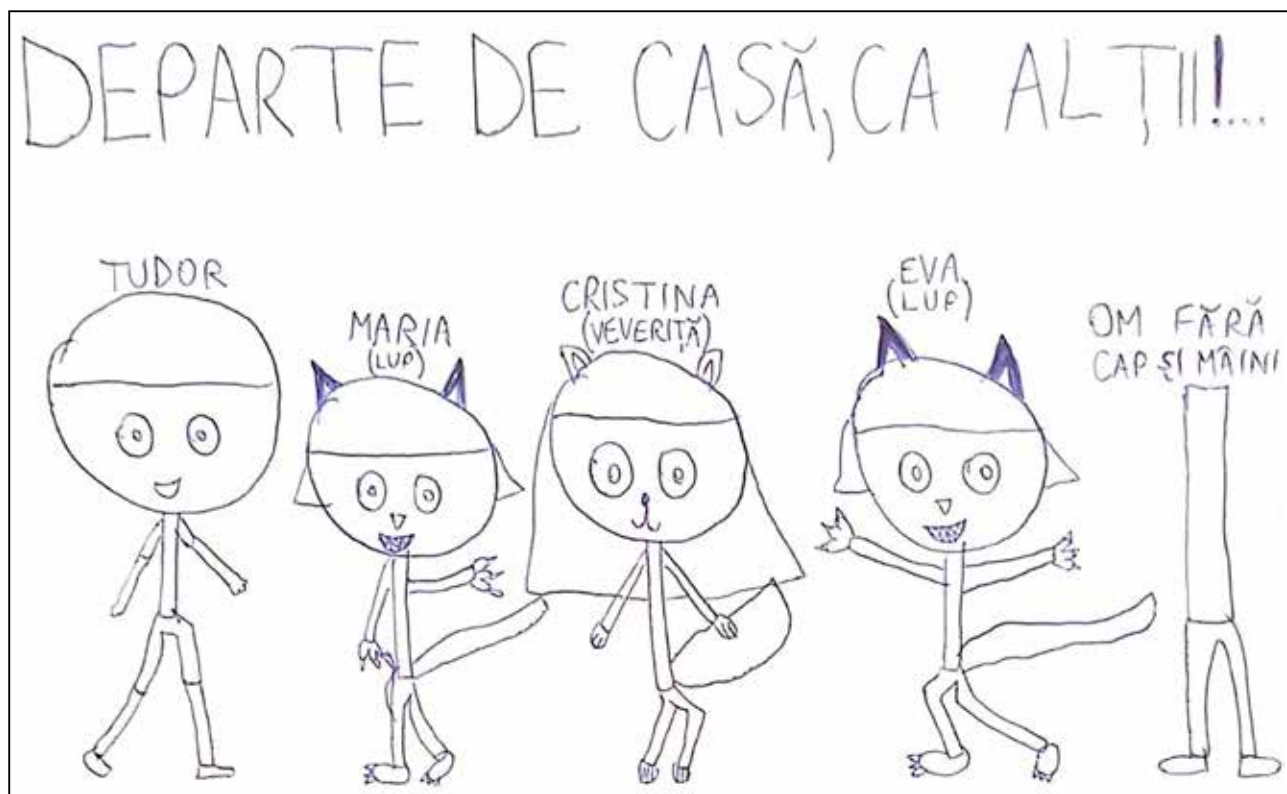 DEPARTE DE CASĂ, CA ALȚII!....
TUDOR
MARIA
(LUP)
CRISTINA
(VEVERIȚĂ)
EVA
(LUP)
OM FĂRĂ
CAP ȘI MÂINI